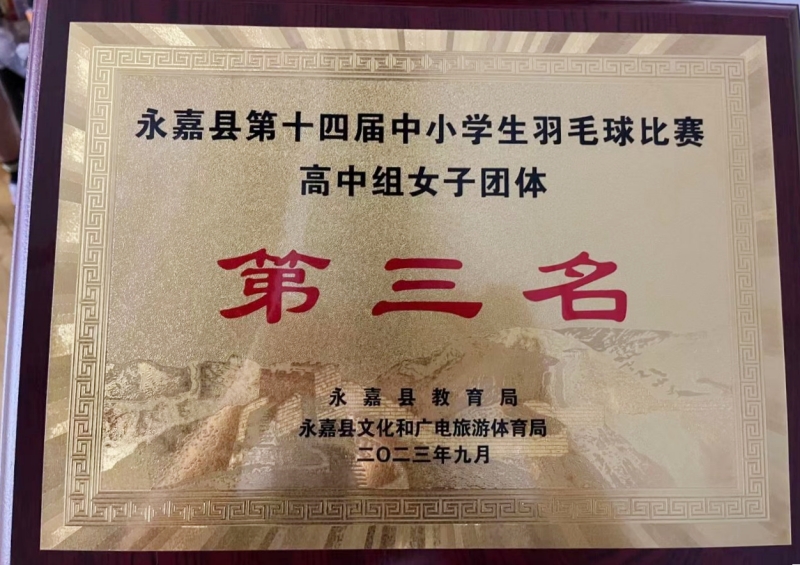 永嘉县第十四届中小学生羽毛球比赛
高中组女子团体
第三名
永嘉县教育局
永嘉县文化和广电旅游体育局
二〇二三年九月